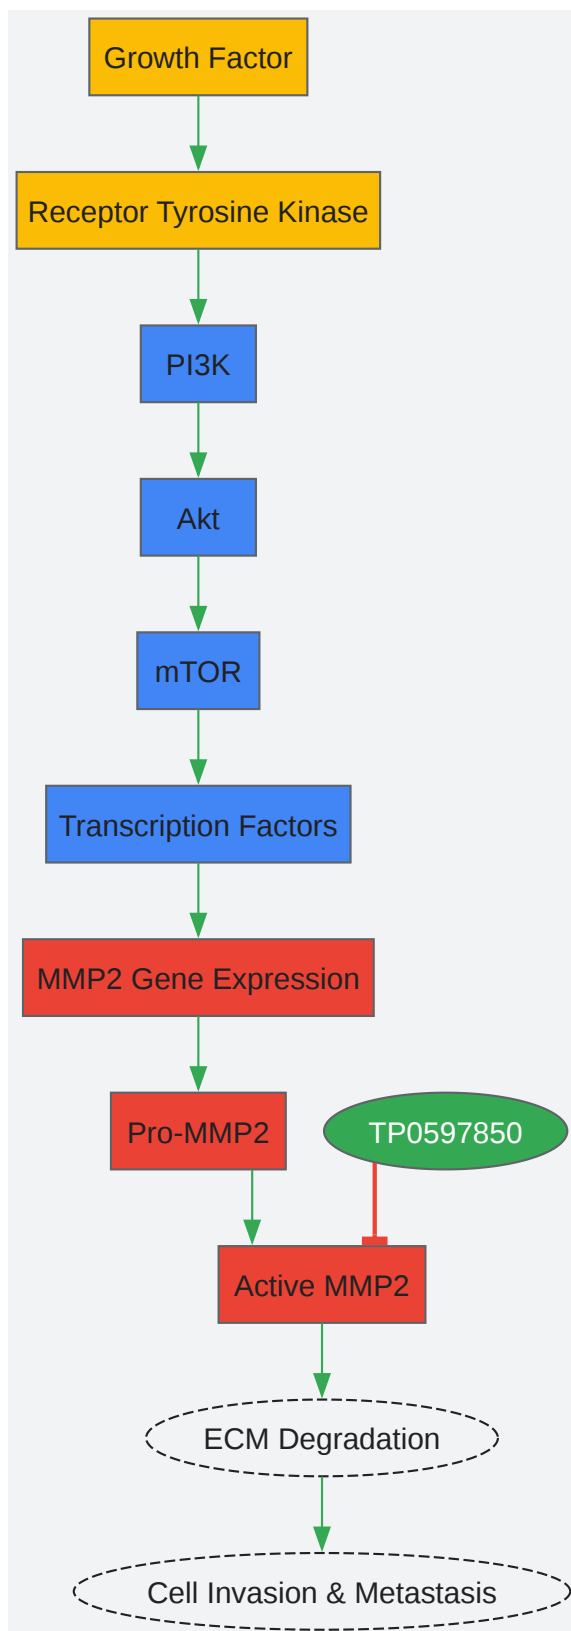 Growth Factor
Receptor Tyrosine Kinase
PI3K
Akt
mTOR
Transcription Factors
MMP2 Gene Expression
Pro-MMP2
TP0597850
Active MMP2
ECM Degradation
Cell Invasion & Metastasis